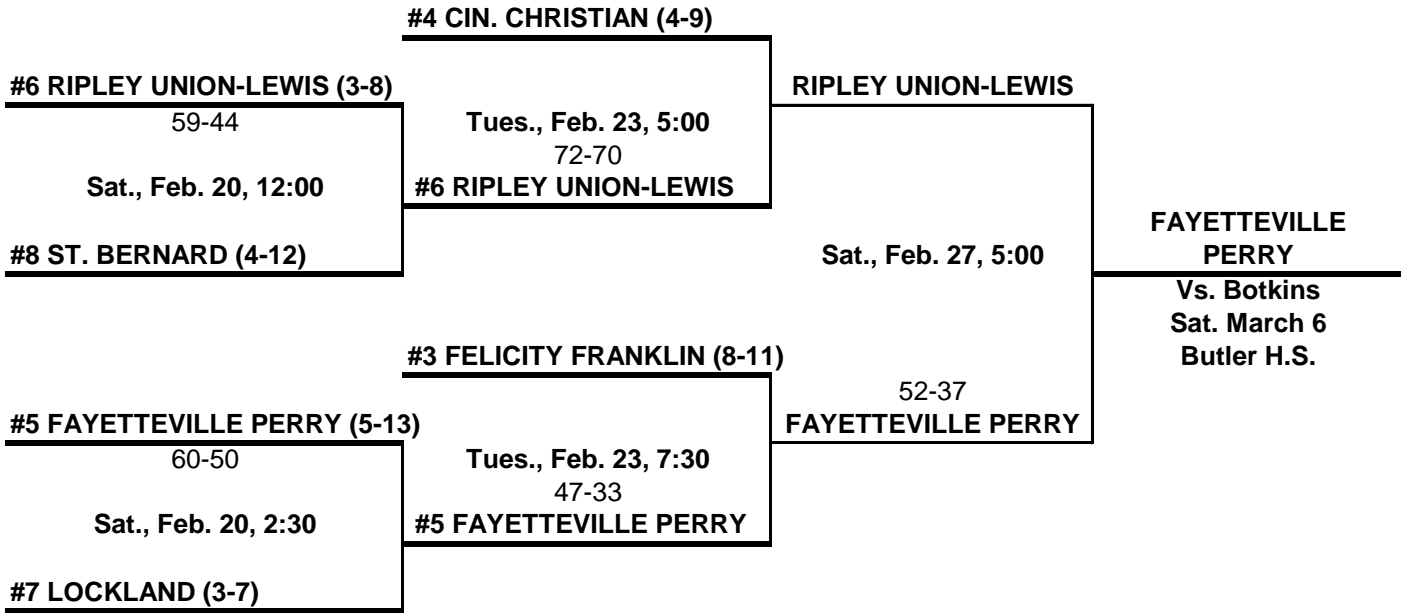 #4 CIN. CHRISTIAN (4-9)
#6 RIPLEY UNION-LEWIS (3-8)
RIPLEY UNION-LEWIS
59-44
Tues., Feb. 23, 5:00
72-70
Sat., Feb. 20, 12:00
#6 RIPLEY UNION-LEWIS
#8 ST. BERNARD (4-12)
Sat., Feb. 27, 5:00
FAYETTEVILLE
PERRY
Vs. Botkins
Sat. March 6
Butler H.S.
#3 FELICITY FRANKLIN (8-11)
52-37
#5 FAYETTEVILLE PERRY (5-13)
FAYETTEVILLE PERRY
60-50
Tues., Feb. 23, 7:30
47-33
Sat., Feb. 20, 2:30
#5 FAYETTEVILLE PERRY
#7 LOCKLAND (3-7)